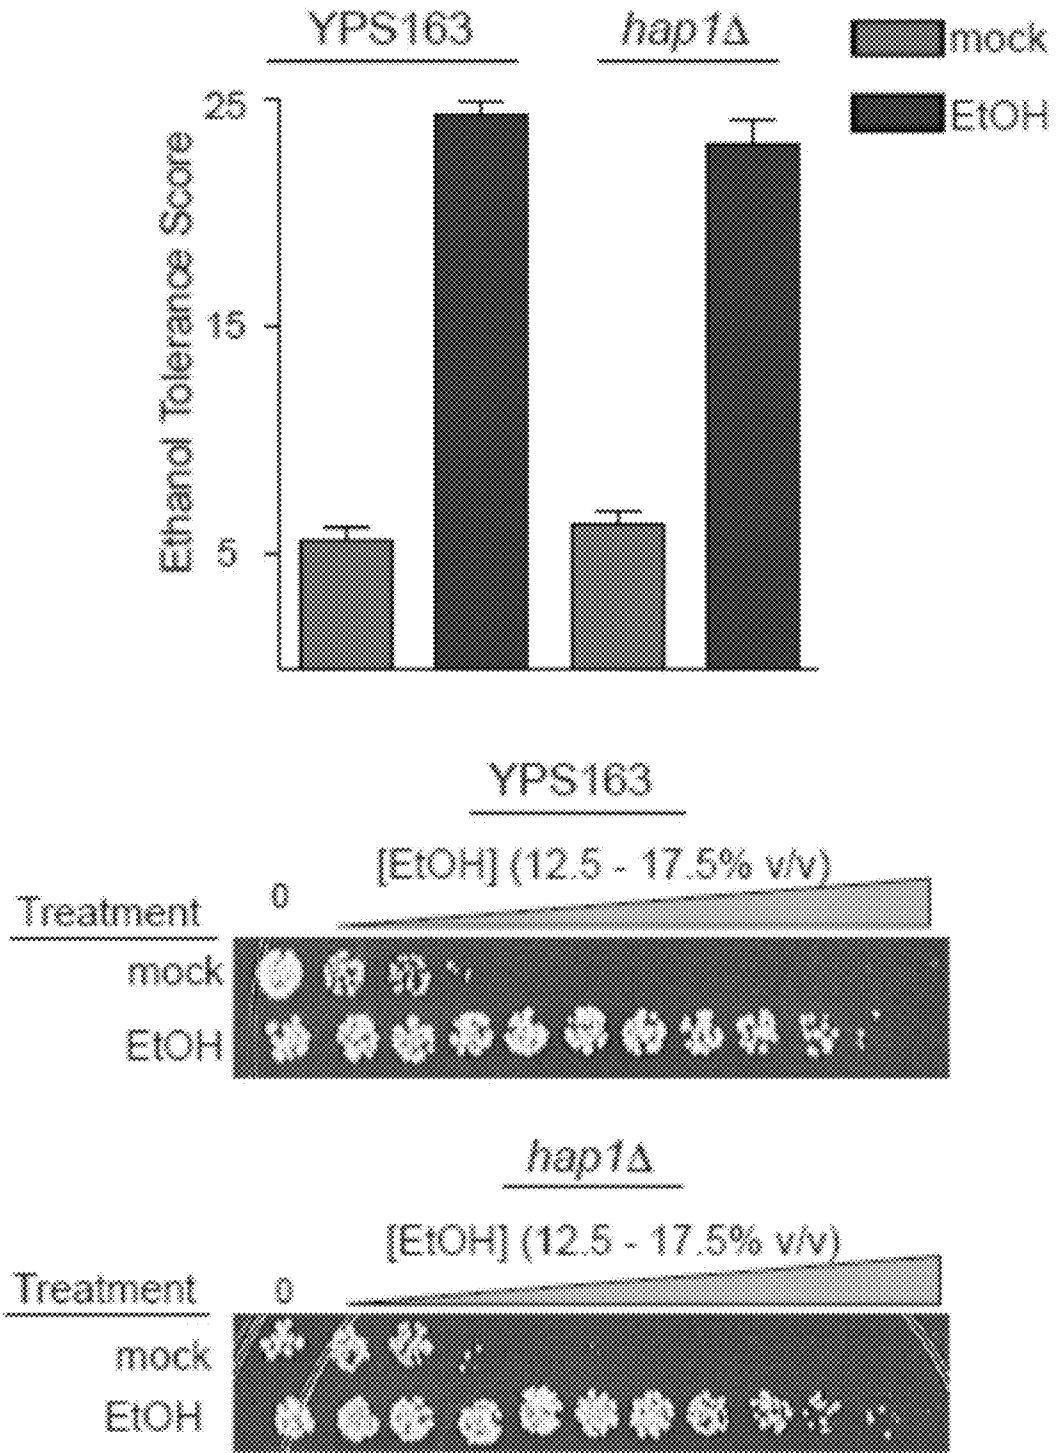 YPS163 hap1Δ
mock
EtOH
25
15
5
Ethanol Tolerance Score
YPS163
[EtOH] (12.5 - 17.5% v/v)
0
Treatment
mock
EtOH
hap1Δ
[EtOH] (12.5 - 17.5% v/v)
0
Treatment
mock
EtOH